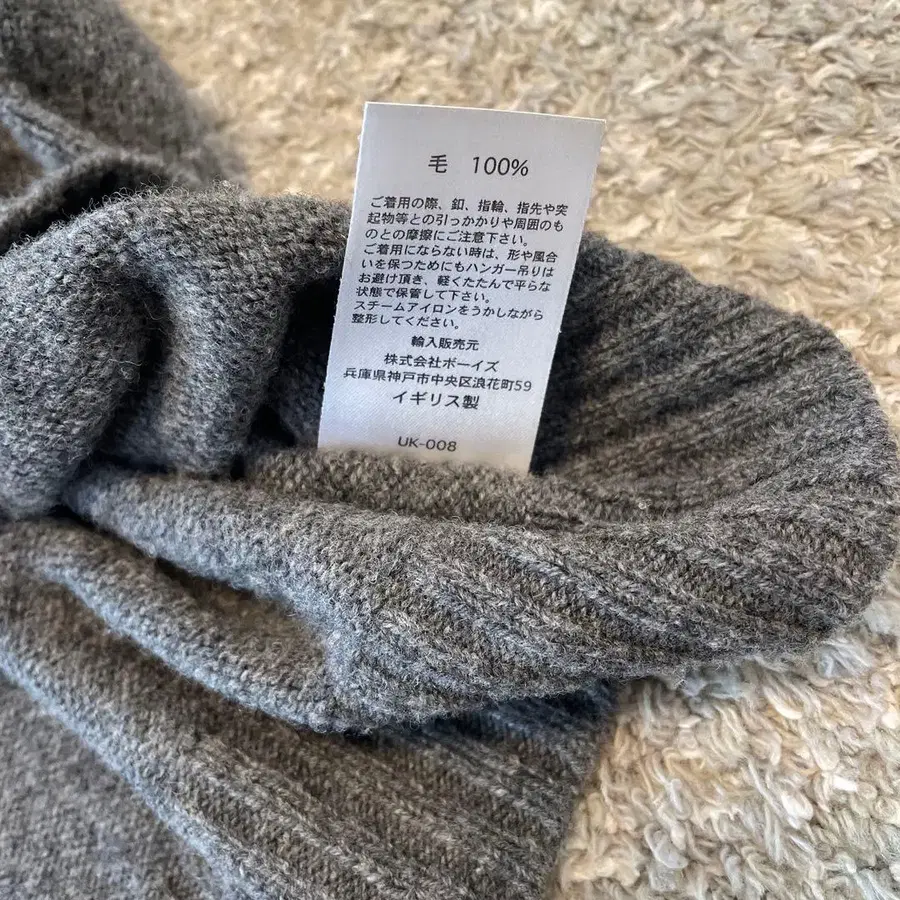 毛 100%
ご着用の際、釦、指輪、指先や突
起物等との引っかかりや周囲のも
のとの摩擦にご注意下さい。
ご着用にならない時は、形や風合
いを保つためにもハンガー吊りは
お避け頂き、軽くたたんで平らな
状態で保管して下さい。
スチームアイロンをうかしながら
整形してください。
輸入販売元
株式会社ボーイズ
兵庫県神戸市中央区浪花町59
イギリス製
UK-008